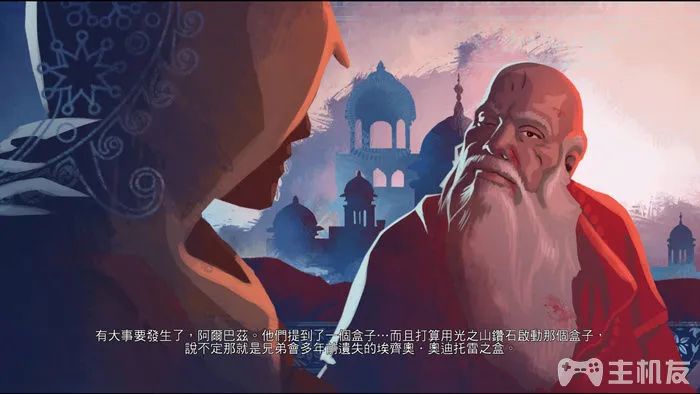 有大事要發生了，阿爾巴茲。他們提到了一個盒子⋯而且打算用光之山鑽石啟動那個盒子，
說不定那就是兄弟會多年前遺失的埃齊奧．奧迪托雷之盒。
主机友